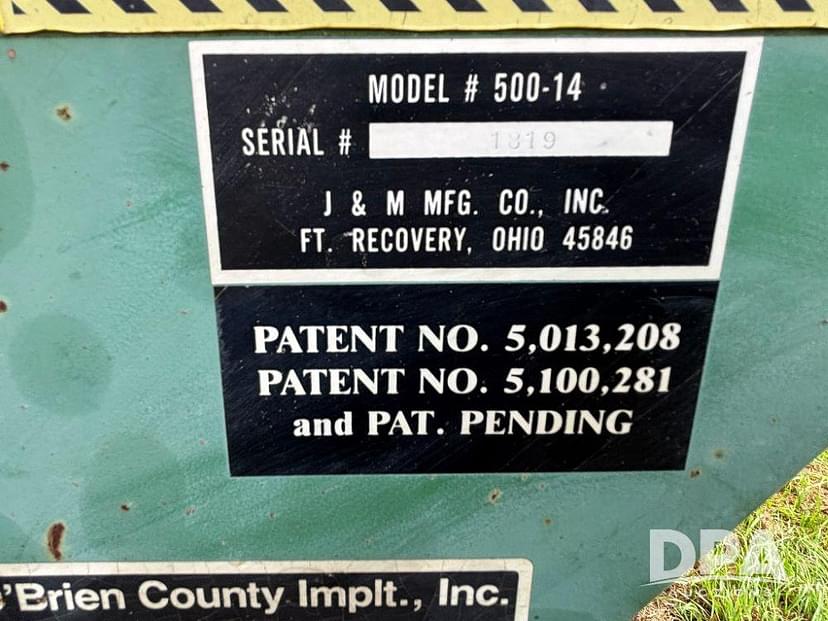 MODEL # 500-14
SERIAL # 1819
J & M MFG. CO., INC.
FT. RECOVERY, OHIO 45846
PATENT NO. 5,013,208
PATENT NO. 5,100,281
and PAT. PENDING
'Brien County Implt., Inc.
DPA